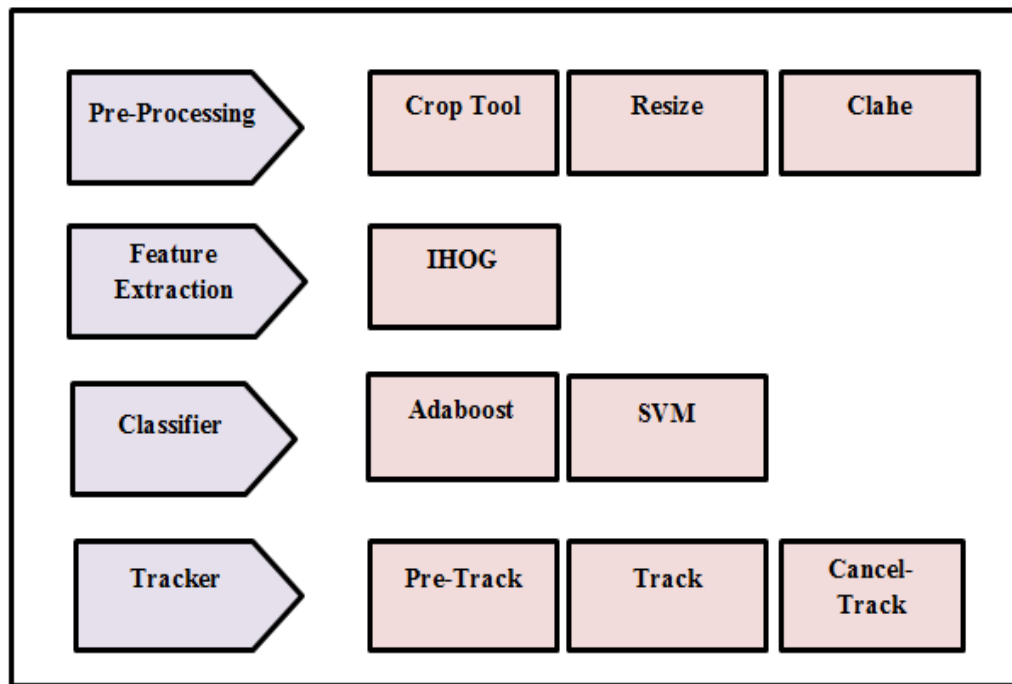 Pre-Processing
Crop Tool
Resize
Clahe
Feature
Extraction
IHOG
Classifier
Adaboost
SVM
Tracker
Pre-Track
Track
Cancel-
Track